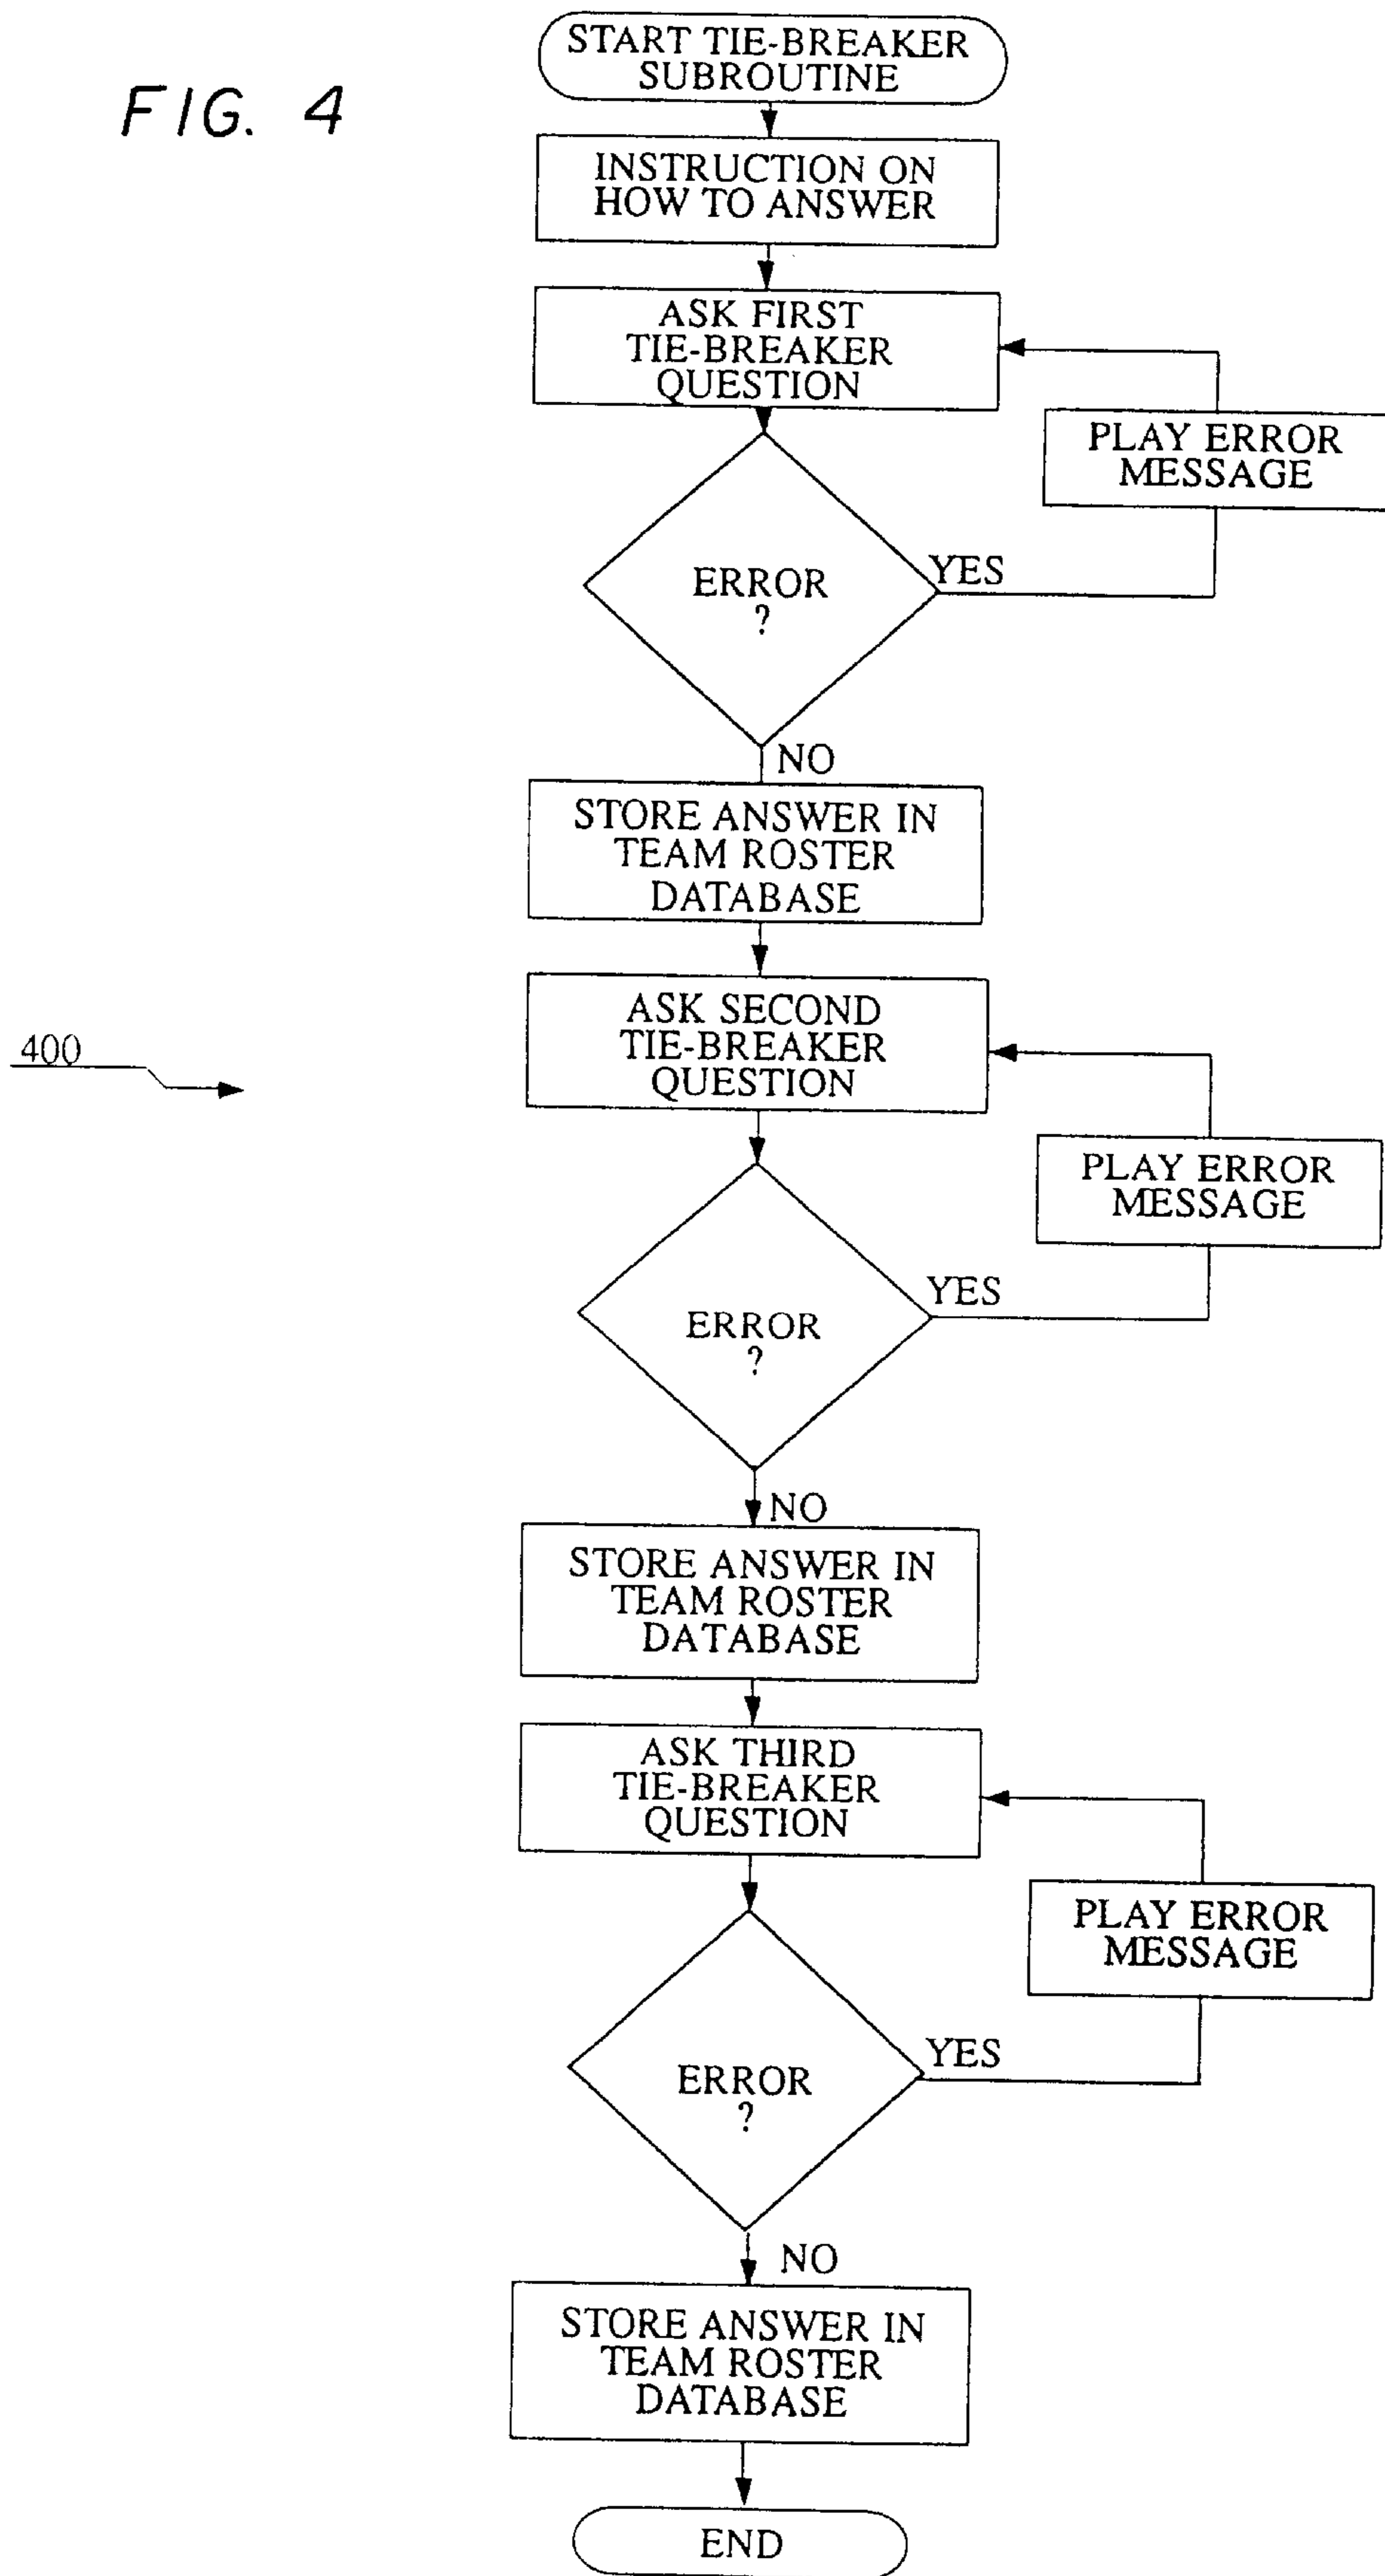 FIG. 4
START TIE-BREAKER
SUBROUTINE
INSTRUCTION ON
HOW TO ANSWER
ASK FIRST
TIE-BREAKER
QUESTION
PLAY ERROR
MESSAGE
ERROR
?
YES
NO
STORE ANSWER IN
TEAM ROSTER
DATABASE
400
ASK SECOND
TIE-BREAKER
QUESTION
PLAY ERROR
MESSAGE
ERROR
?
YES
NO
STORE ANSWER IN
TEAM ROSTER
DATABASE
ASK THIRD
TIE-BREAKER
QUESTION
PLAY ERROR
MESSAGE
ERROR
?
YES
NO
STORE ANSWER IN
TEAM ROSTER
DATABASE
END